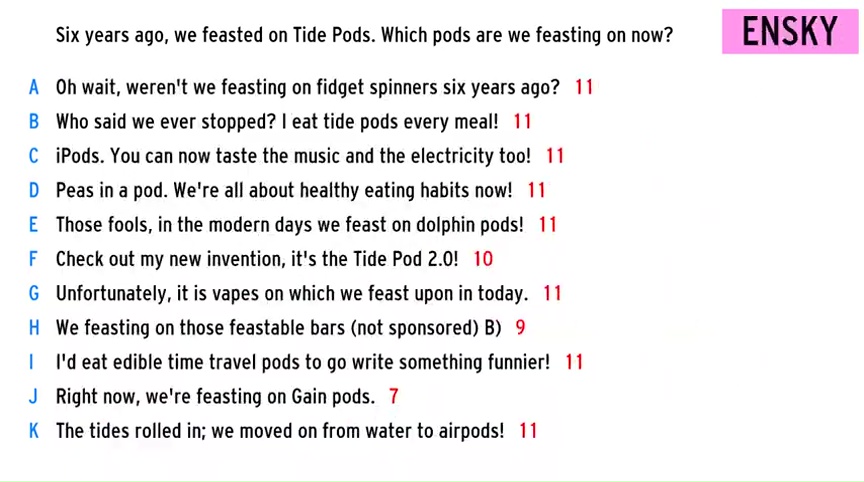 Six years ago, we feasted on Tide Pods. Which pods are we feasting on now?
ENSKY
A Oh wait, weren't we feasting on fidget spinners six years ago? 11
B Who said we ever stopped? I eat tide pods every meal! 11
C iPods. You can now taste the music and the electricity too! 11
D Peas in a pod. We're all about healthy eating habits now! 11
E Those fools, in the modern days we feast on dolphin pods! 11
F Check out my new invention, it's the Tide Pod 2.0! 10
G Unfortunately, it is vapes on which we feast upon in today. 11
H We feasting on those feastable bars (not sponsored) B) 9
I I'd eat edible time travel pods to go write something funnier! 11
J Right now, we're feasting on Gain pods. 7
K The tides rolled in; we moved on from water to airpods! 11